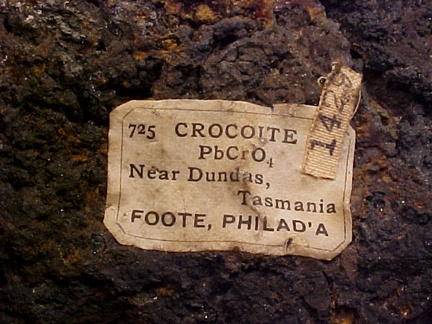 725 CROCOITE
PbCrO₄
Near Dundas,
Tasmania
FOOTE, PHILAD'A